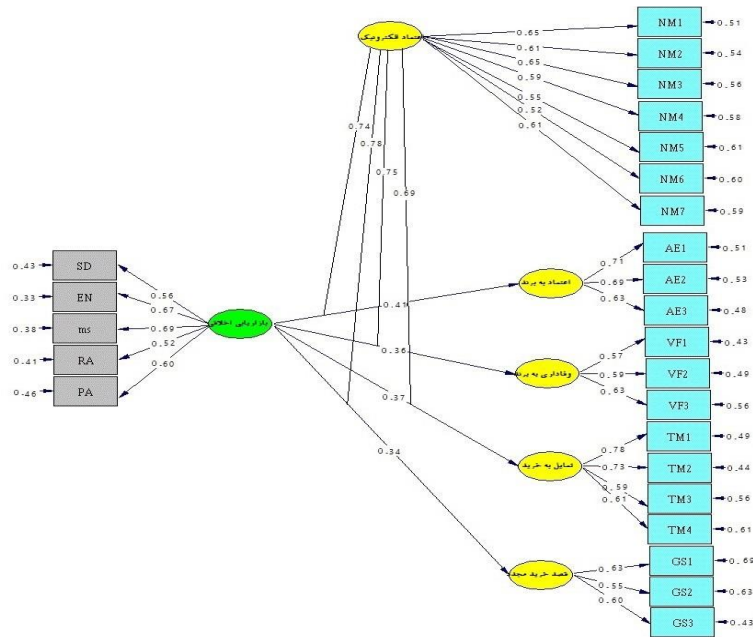 اعتماد الکترونیک
NM1
0.51
0.65
NM2
0.54
0.61
NM3
0.56
0.65
NM4
0.58
0.59
NM5
0.61
0.55
NM6
0.60
0.52
NM7
0.59
0.61
0.74
0.78
0.75
0.69
0.43
SD
0.56
0.33
EN
0.67
0.38
ms
0.69
0.41
RA
0.52
0.46
PA
0.60
بازاریابی اخلاقی
0.41
اعتماد به برند
0.71
AE1
0.51
0.69
AE2
0.53
0.63
AE3
0.48
0.36
وفاداری به برند
0.57
VF1
0.43
0.59
VF2
0.49
0.63
VF3
0.56
0.37
تمایل به خرید
0.78
TM1
0.49
0.73
TM2
0.44
0.59
TM3
0.56
0.61
TM4
0.61
0.34
قصد خرید مجدد
0.63
GS1
0.69
0.55
GS2
0.63
0.60
GS3
0.43